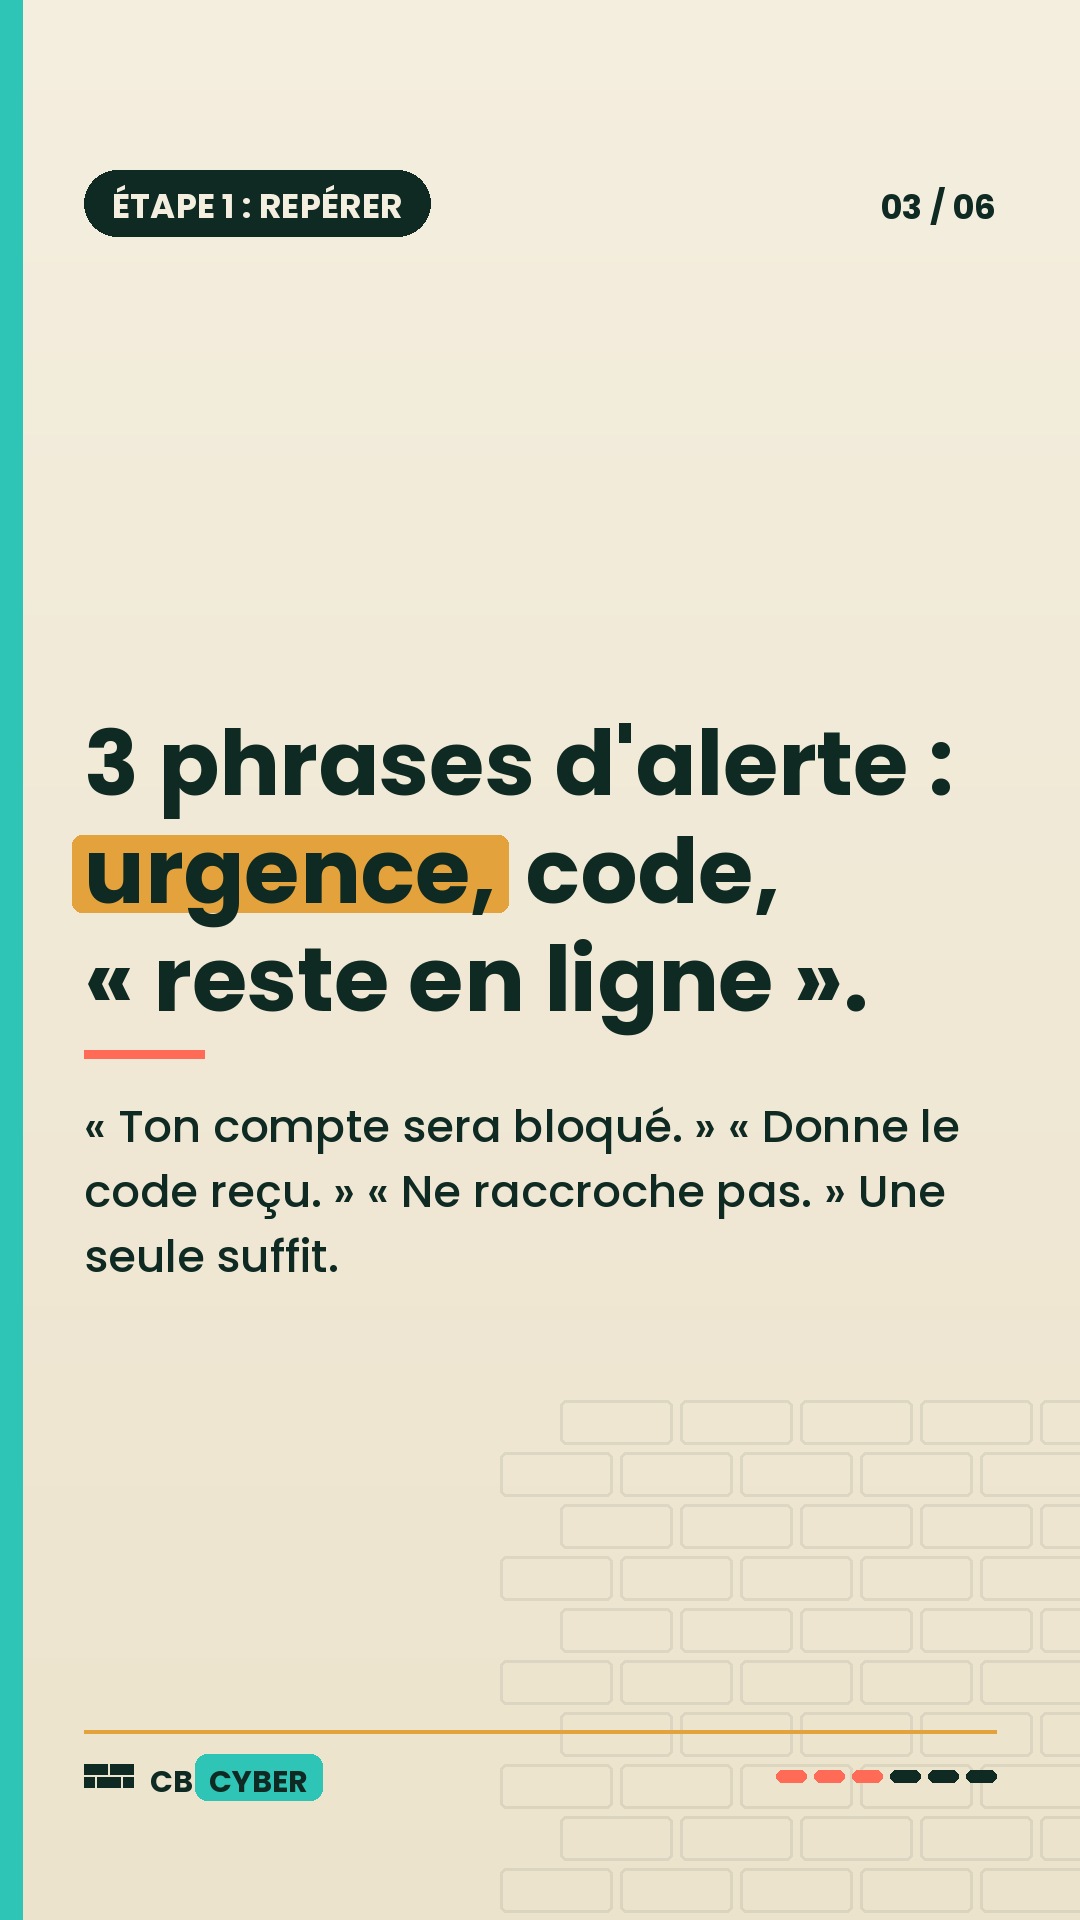 ÉTAPE 1 : REPÉRER
03 / 06
3 phrases d'alerte :
urgence, code,
« reste en ligne ».
« Ton compte sera bloqué. » « Donne le
code reçu. » « Ne raccroche pas. » Une
seule suffit.
CB CYBER